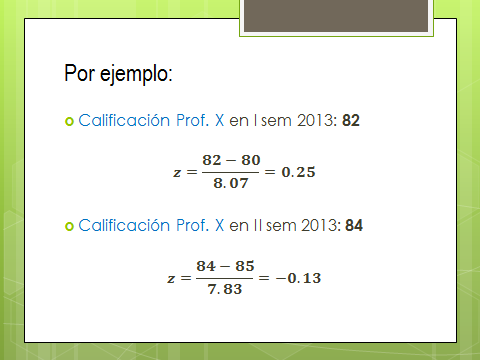 Por ejemplo:
Calificación Prof. X en I sem 2013: 82
z = (82 − 80) / 8.07 = 0.25
Calificación Prof. X en II sem 2013: 84
z = (84 − 85) / 7.83 = −0.13